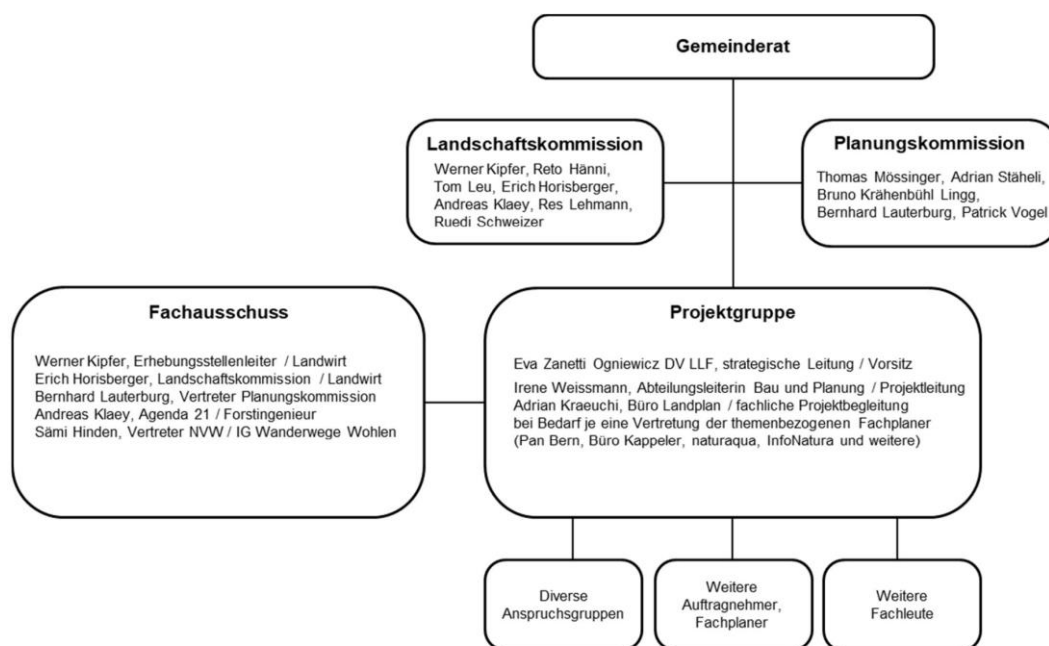 Gemeinderat
Landschaftskommission
Werner Kipfer, Reto Hänni,
Tom Leu, Erich Horisberger,
Andreas Klaey, Res Lehmann,
Ruedi Schweizer
Planungskommission
Thomas Mössinger, Adrian Stäheli,
Bruno Krähenbühl Lingg,
Bernhard Lauterburg, Patrick Vogel
Fachausschuss
Werner Kipfer, Erhebungsstellenleiter / Landwirt
Erich Horisberger, Landschaftskommission / Landwirt
Bernhard Lauterburg, Vertreter Planungskommission
Andreas Klaey, Agenda 21 / Forstingenieur
Sämi Hinden, Vertreter NVW / IG Wanderwege Wohlen
Projektgruppe
Eva Zanetti Ogniewicz DV LLF, strategische Leitung / Vorsitz
Irene Weissmann, Abteilungsleiterin Bau und Planung / Projektleitung
Adrian Kraeuchi, Büro Landplan / fachliche Projektbegleitung
bei Bedarf je eine Vertretung der themenbezogenen Fachplaner
(Pan Bern, Büro Kappeler, naturaqua, InfoNatura und weitere)
Diverse
Anspruchsgruppen
Weitere
Auftragnehmer,
Fachplaner
Weitere
Fachleute